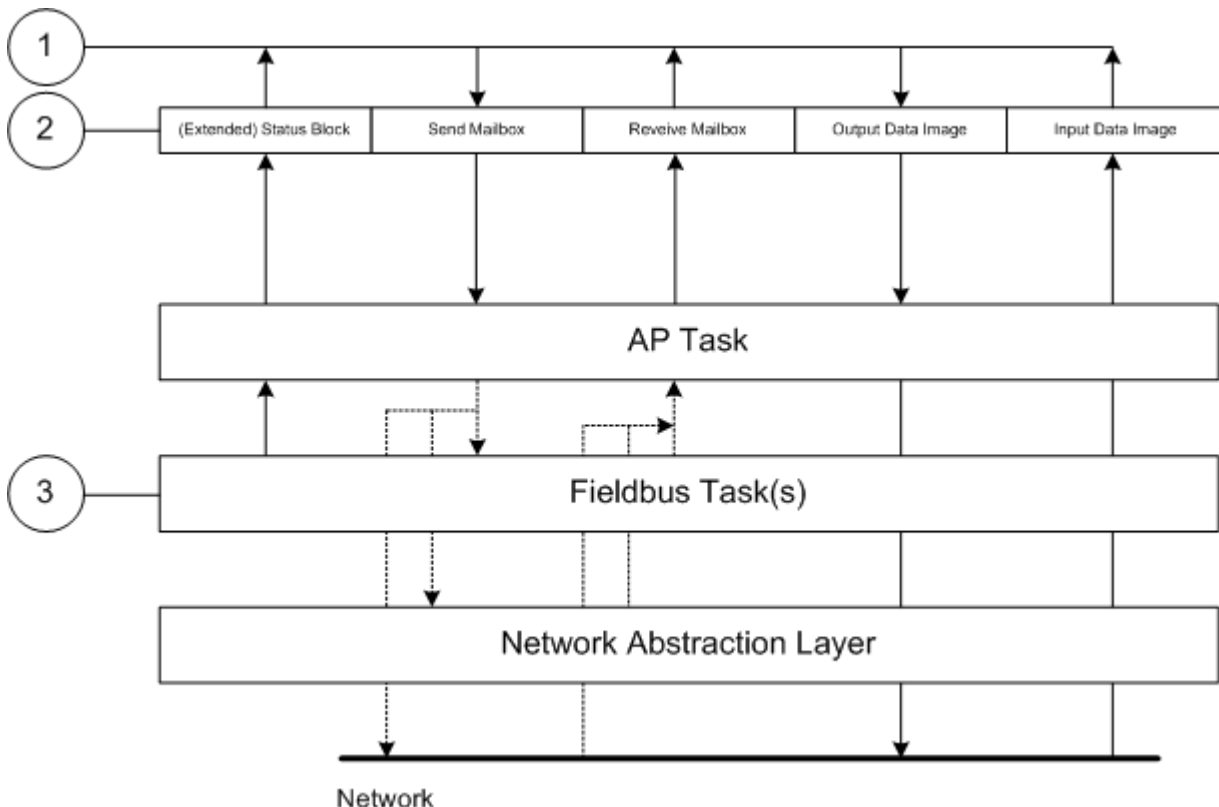 1
2
(Extended) Status Block
Send Mailbox
Reveive Mailbox
Output Data Image
Input Data Image
AP Task
3
Fieldbus Task(s)
Network Abstraction Layer
Network